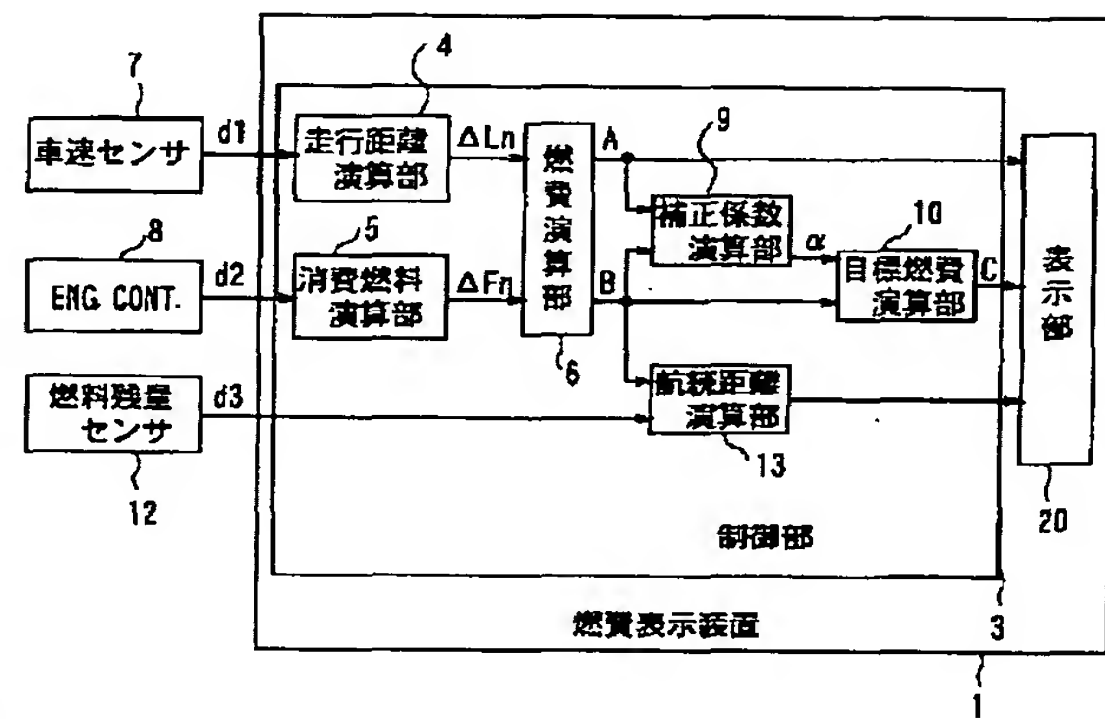 7
車速センサ
d1
4
走行距離
演算部
ΔLn
燃費演算部
6
A
B
9
補正係数
演算部
α
10
目標燃費
演算部
C
表示部
20
8
ENG. CONT.
d2
5
消費燃料
演算部
ΔFn
燃料残量
センサ
12
d3
航続距離
演算部
13
制御部
3
燃費表示装置
1